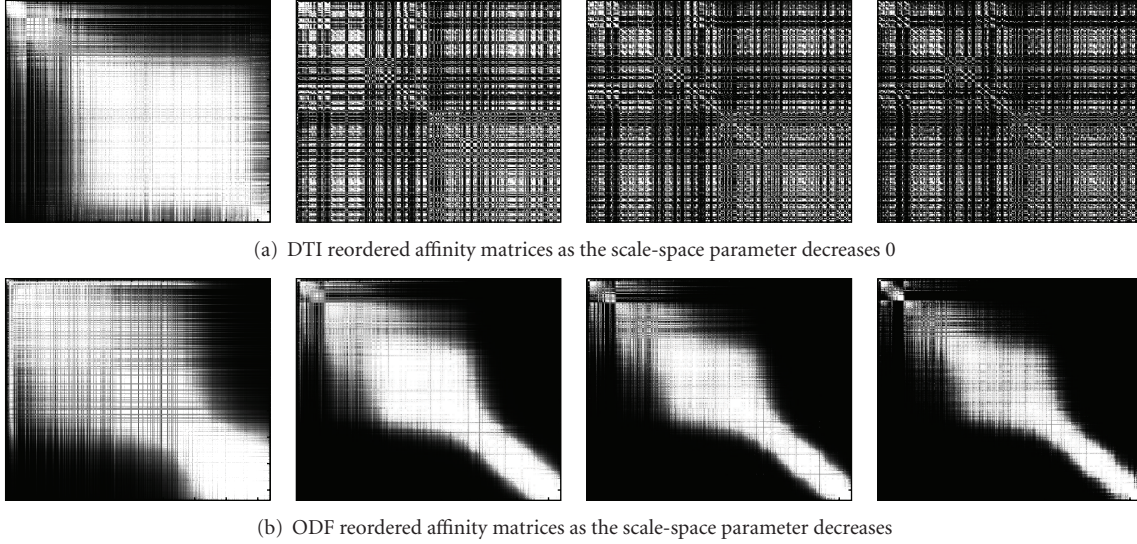 (a) DTI reordered affinity matrices as the scale-space parameter decreases 0
(b) ODF reordered affinity matrices as the scale-space parameter decreases